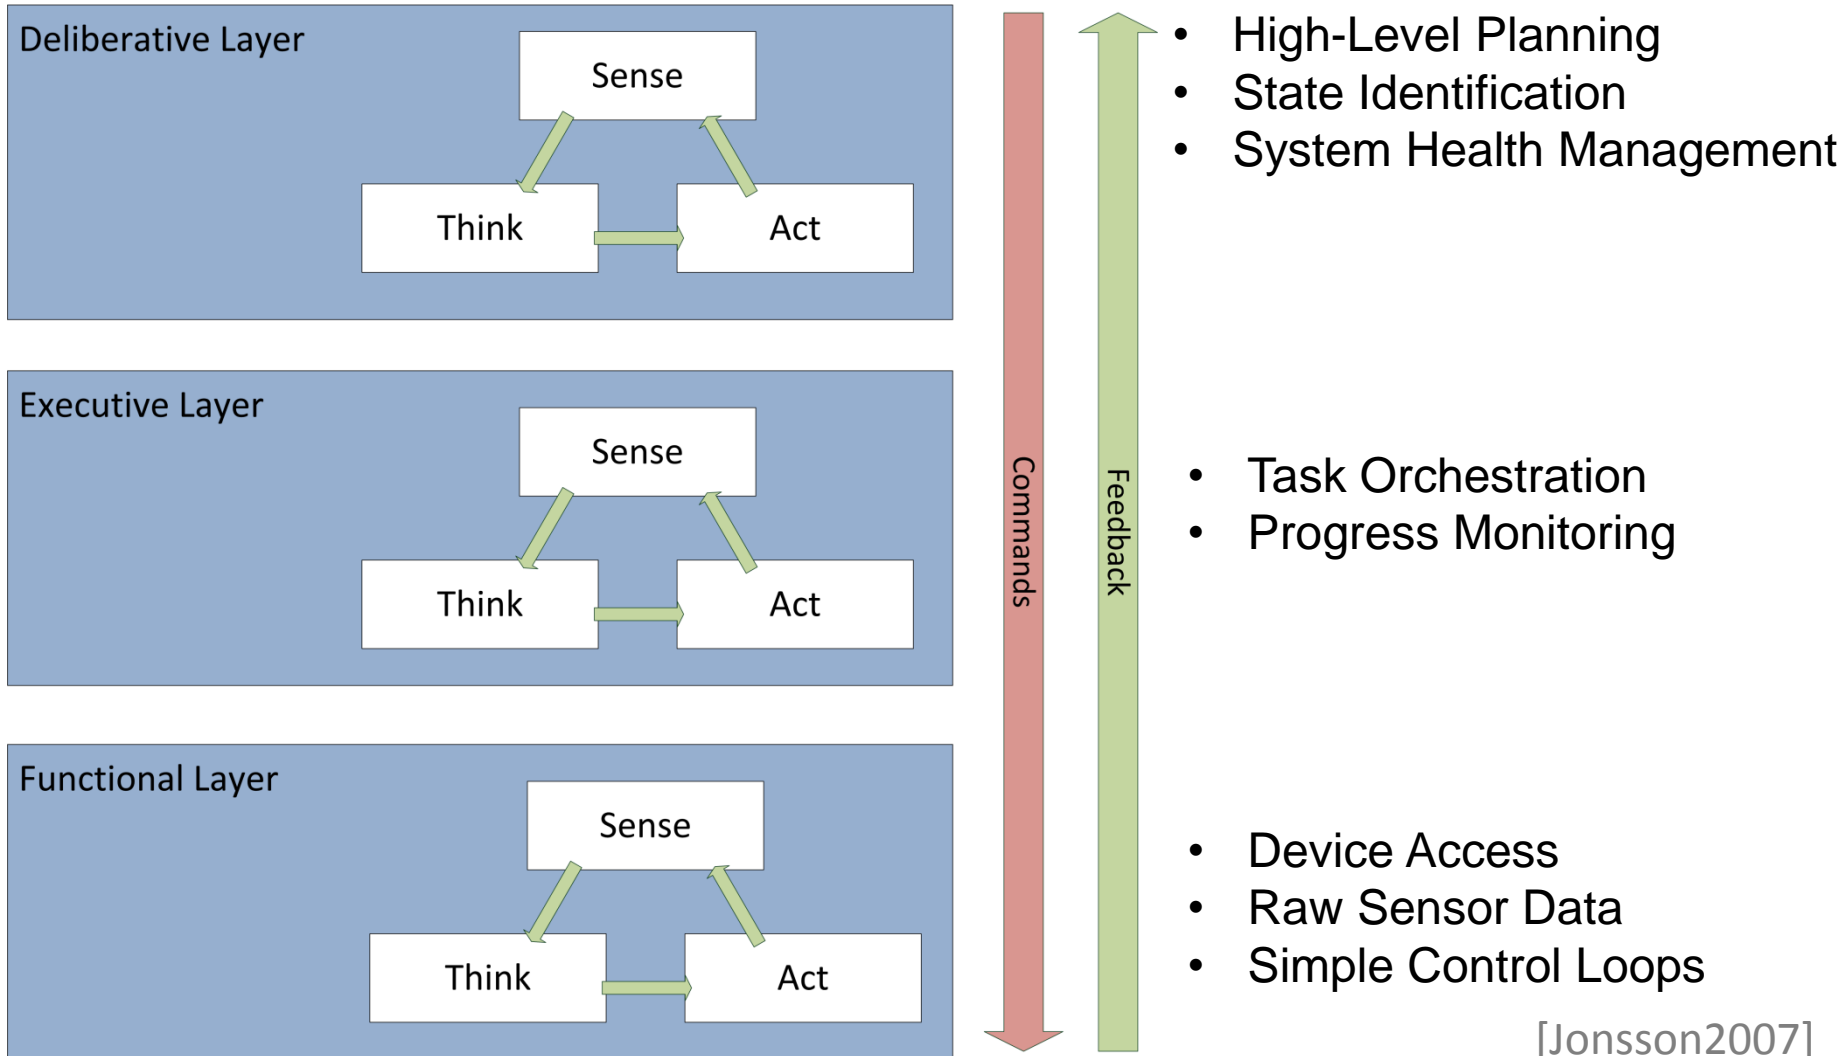 Deliberative Layer
Sense
Think
Act
• High-Level Planning
• State Identification
• System Health Management
Executive Layer
Sense
Think
Act
Commands
Feedback
• Task Orchestration
• Progress Monitoring
Functional Layer
Sense
Think
Act
• Device Access
• Raw Sensor Data
• Simple Control Loops
[Jonsson2007]